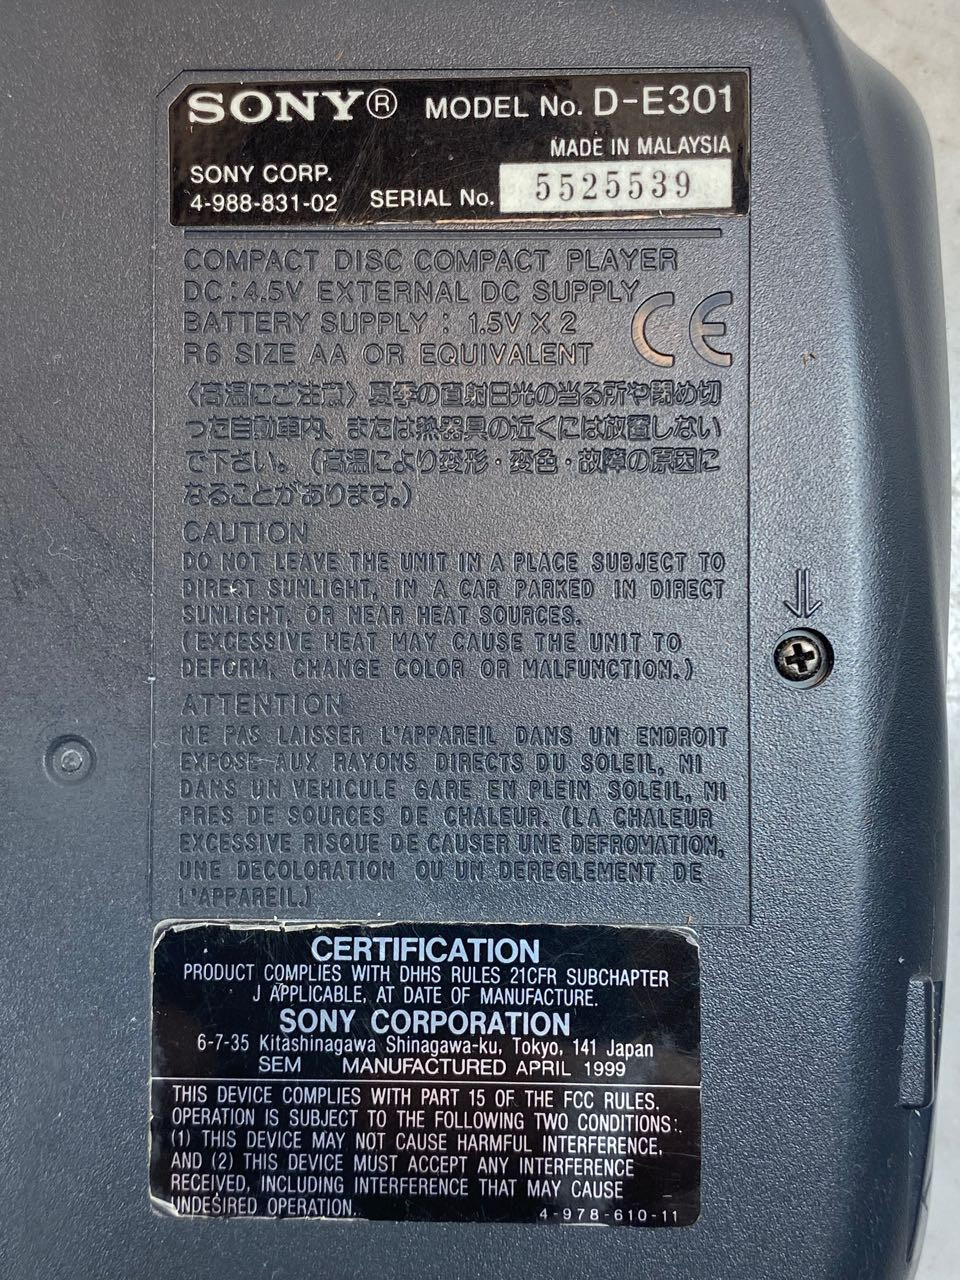 SONY® MODEL No. D-E301
MADE IN MALAYSIA
SONY CORP.
4-988-831-02 SERIAL No. 5525539
COMPACT DISC COMPACT PLAYER
DC : 4.5V EXTERNAL DC SUPPLY
BATTERY SUPPLY : 1.5V X 2
R6 SIZE AA OR EQUIVALENT
CE
〈高温にご注意〉夏季の直射日光の当る所や閉め切
った自動車内、または熱器具の近くには放置しない
で下さい。(高温により変形・変色・故障の原因に
なることがあります。)
CAUTION
DO NOT LEAVE THE UNIT IN A PLACE SUBJECT TO
DIRECT SUNLIGHT, IN A CAR PARKED IN DIRECT
SUNLIGHT, OR NEAR HEAT SOURCES.
(EXCESSIVE HEAT MAY CAUSE THE UNIT TO
DEFORM, CHANGE COLOR OR MALFUNCTION.)
ATTENTION
NE PAS LAISSER L'APPAREIL DANS UN ENDROIT
EXPOSE AUX RAYONS DIRECTS DU SOLEIL, NI
DANS UN VEHICULE GARE EN PLEIN SOLEIL, NI
PRES DE SOURCES DE CHALEUR. (LA CHALEUR
EXCESSIVE RISQUE DE CAUSER UNE DEFROMATION,
UNE DECOLORATION OU UN DEREGLEMENT DE
L'APPAREIL.)
CERTIFICATION
PRODUCT COMPLIES WITH DHHS RULES 21CFR SUBCHAPTER
J APPLICABLE, AT DATE OF MANUFACTURE.
SONY CORPORATION
6-7-35 Kitashinagawa Shinagawa-ku, Tokyo, 141 Japan
SEM MANUFACTURED APRIL 1999
THIS DEVICE COMPLIES WITH PART 15 OF THE FCC RULES.
OPERATION IS SUBJECT TO THE FOLLOWING TWO CONDITIONS:
(1) THIS DEVICE MAY NOT CAUSE HARMFUL INTERFERENCE,
AND (2) THIS DEVICE MUST ACCEPT ANY INTERFERENCE
RECEIVED, INCLUDING INTERFERENCE THAT MAY CAUSE
UNDESIRED OPERATION.
4-978-610-11